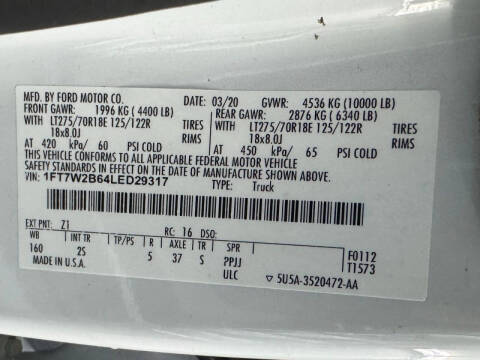 MFD. BY FORD MOTOR CO. 03/20 GVWR: 4536 KG (10000 LB)
FRONT GAWR: 1996 KG (4400 LB) REAR GAWR: 2876 KG (6340 LB)
WITH LT275/70R18E 125/122R TIRES WITH LT275/70R18E 125/122R TIRES
18x8.0J RIMS 18x8.0J RIMS
AT 420 kPa/ 60 PSI COLD AT 450 kPa/ 65 PSI COLD
THIS VEHICLE CONFORMS TO ALL APPLICABLE FEDERAL MOTOR VEHICLE
SAFETY STANDARDS IN EFFECT ON THE DATE OF MANUFACTURE SHOWN ABOVE.
VIN: 1FT7W2B64LED29317 TYPE: Truck
EXT PNT: Z1 RC: 16 DSO:
WB INT TR TP/PS R AXLE TR SPR
160 2S 5 37 S PPJJ F0112
MADE IN U.S.A. ULC T1573
5U5A-3520472-AA